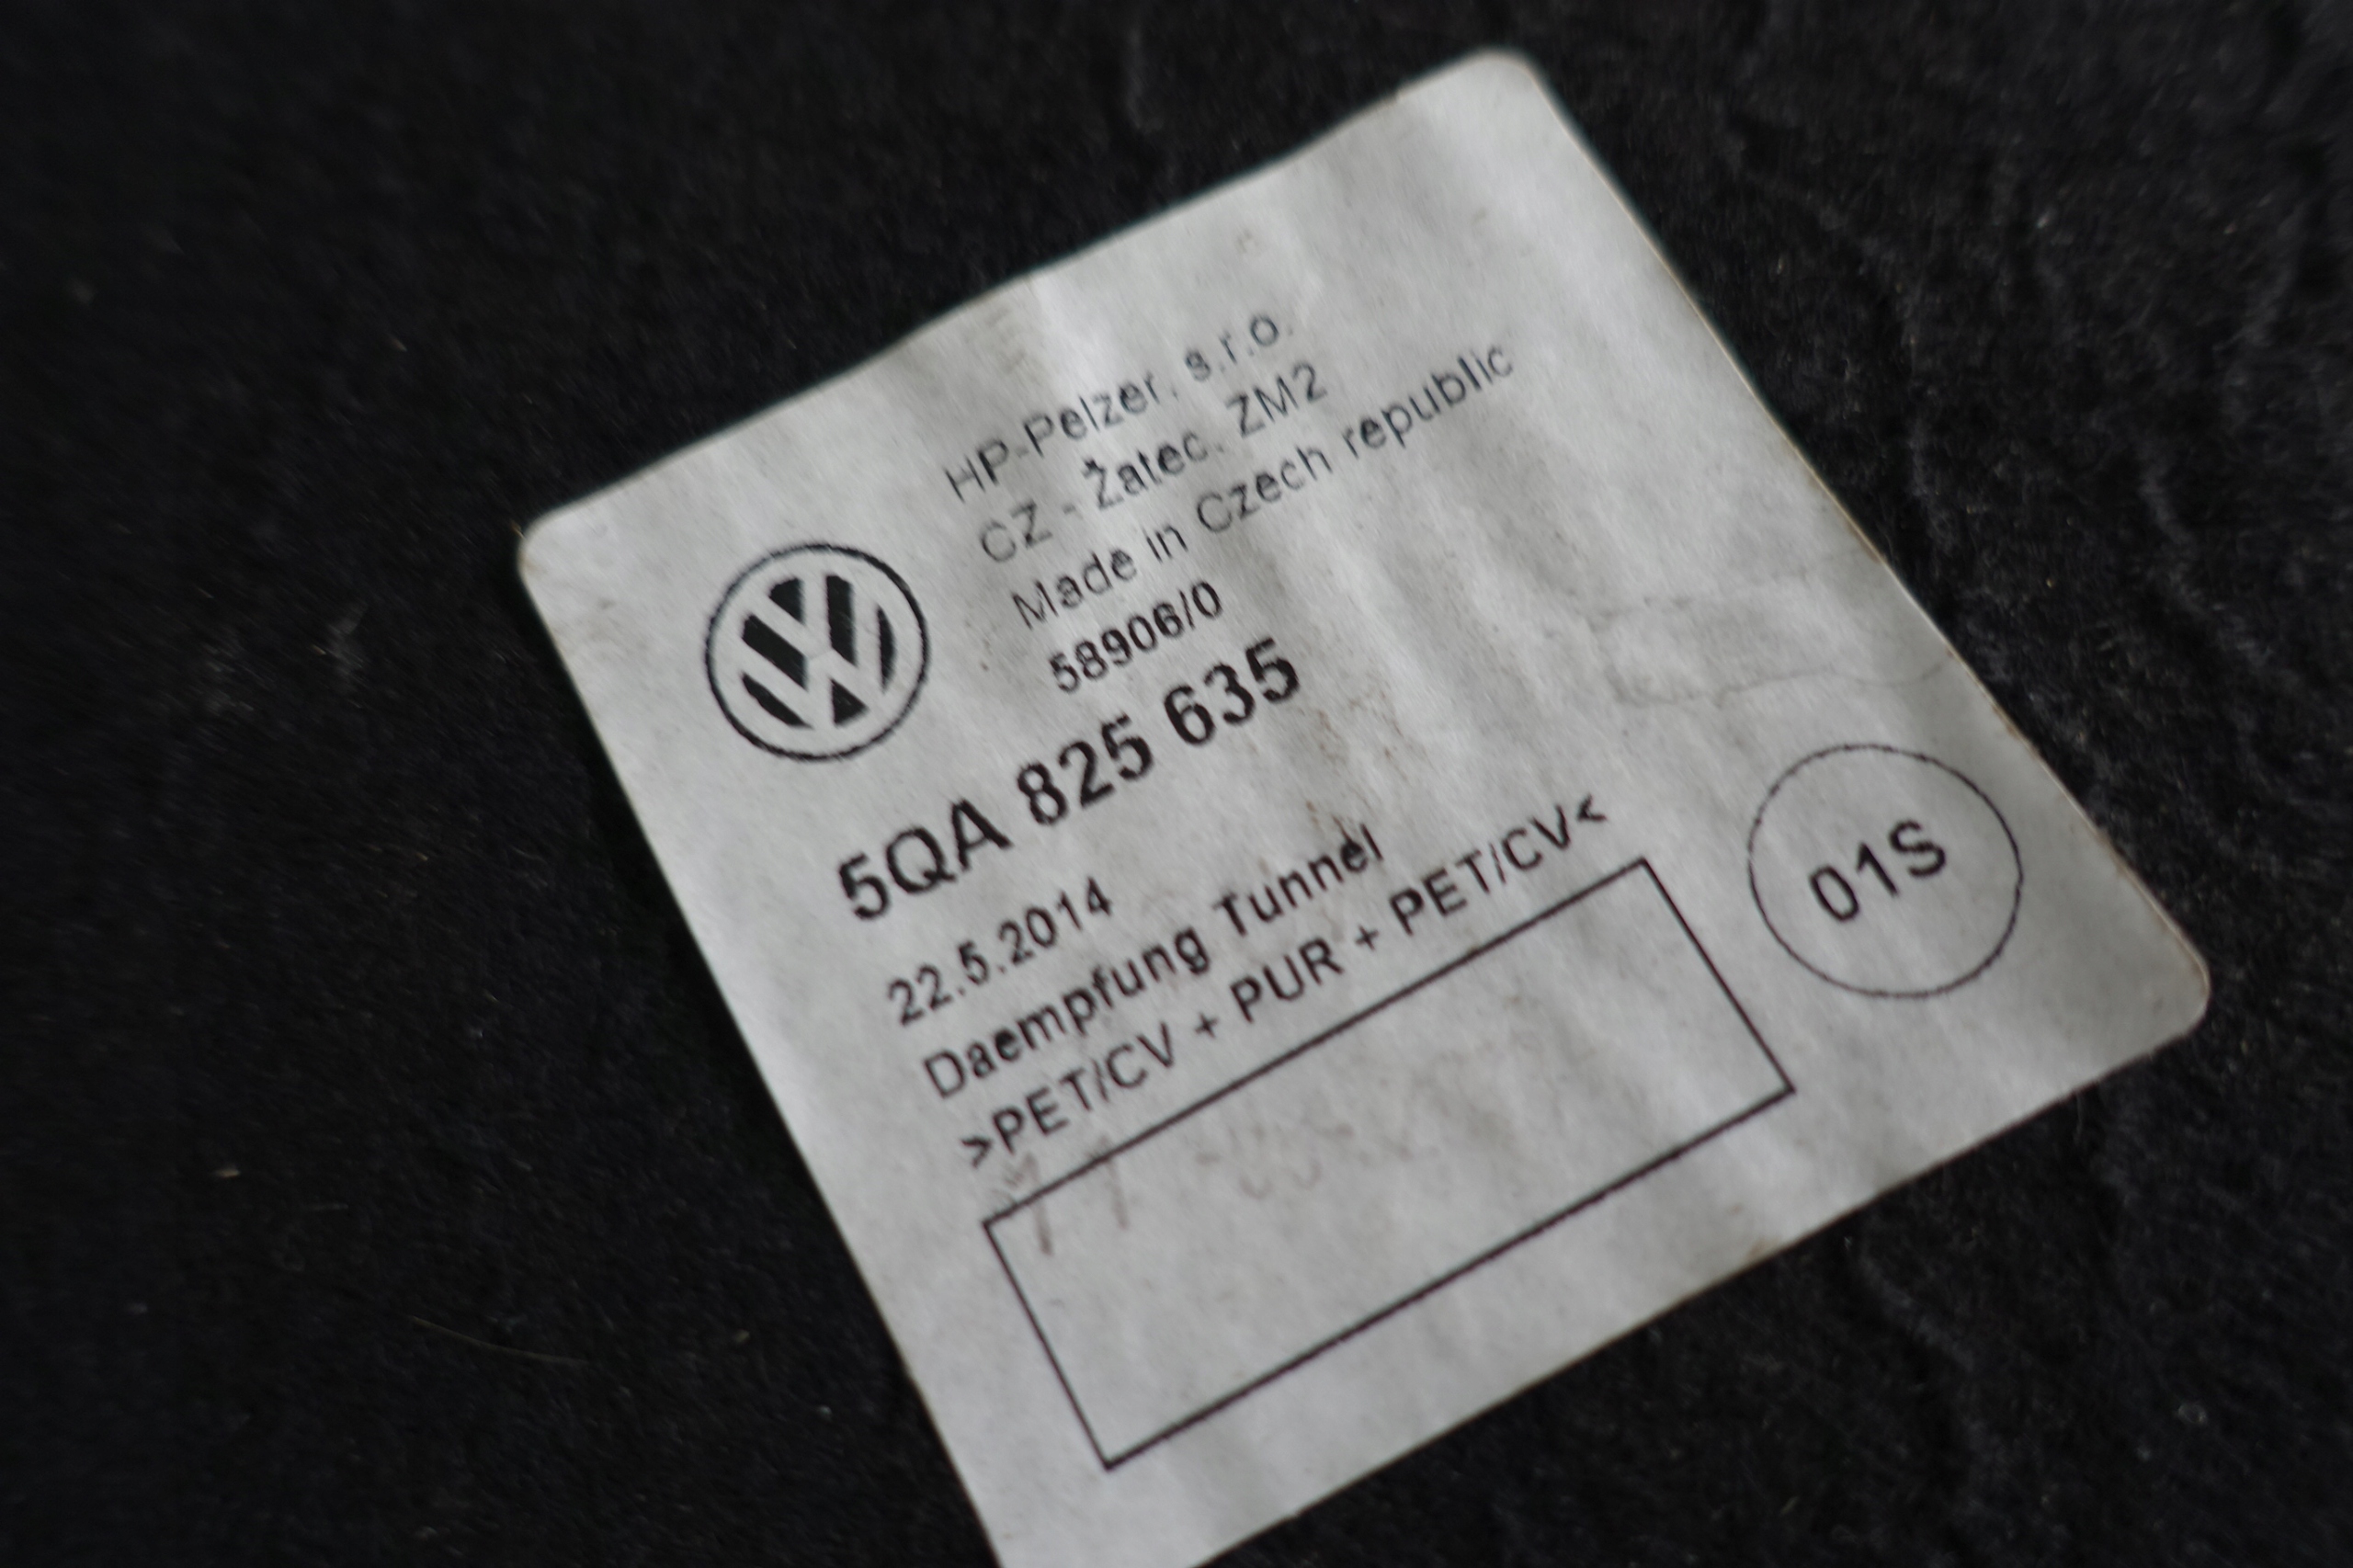 HP-Pelzer. s.r.o.
CZ - Žatec. ZM2
Made in Czech republic
58906/0
5QA 825 635
22.5.2014
Daempfung Tunnel
>PET/CV + PUR + PET/CV<
01S